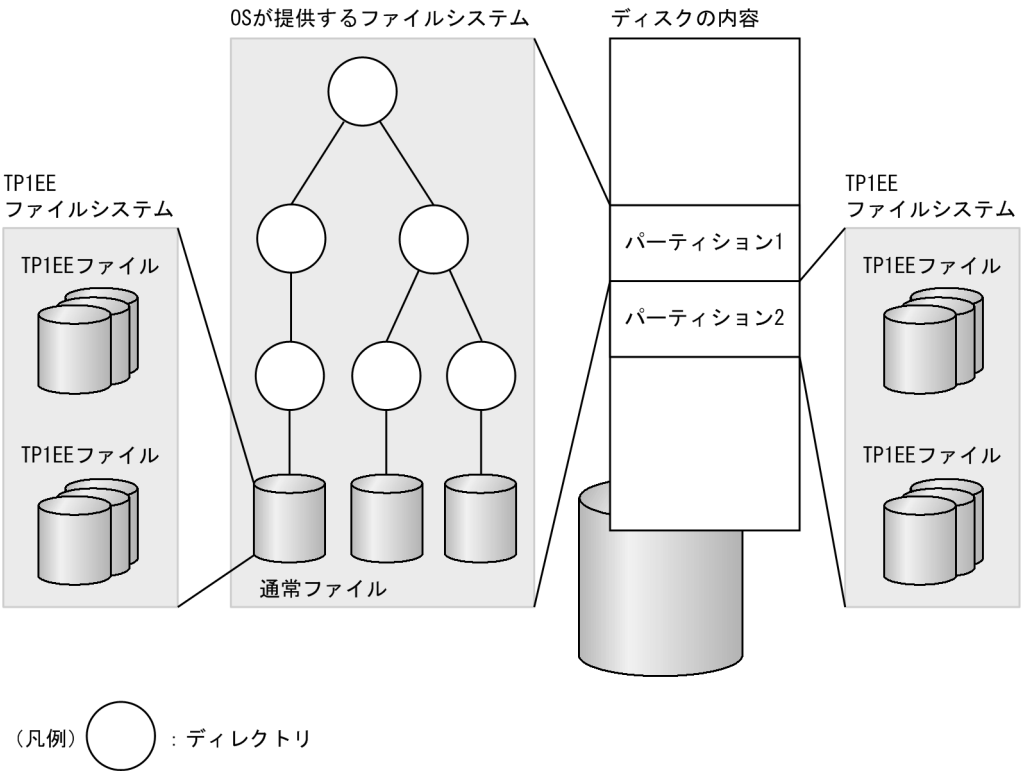 OSが提供するファイルシステム
ディスクの内容
TP1EE
ファイルシステム
TP1EEファイル
TP1EEファイル
通常ファイル
パーティション1
パーティション2
TP1EE
ファイルシステム
TP1EEファイル
TP1EEファイル
(凡例)
:ディレクトリ